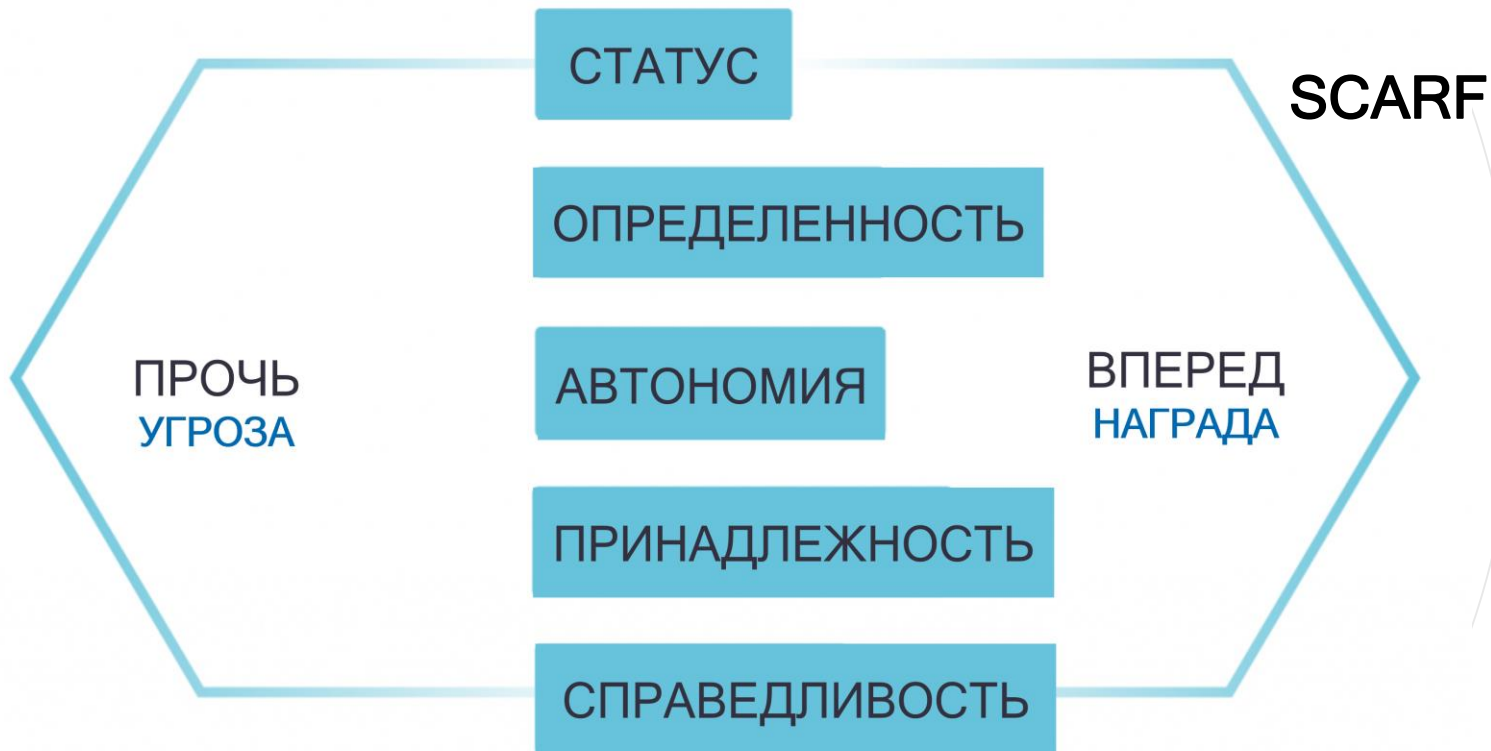 СТАТУС
SCARF
ОПРЕДЕЛЕННОСТЬ
ПРОЧЬ
УГРОЗА
АВТОНОМИЯ
ВПЕРЕД
НАГРАДА
ПРИНАДЛЕЖНОСТЬ
СПРАВЕДЛИВОСТЬ